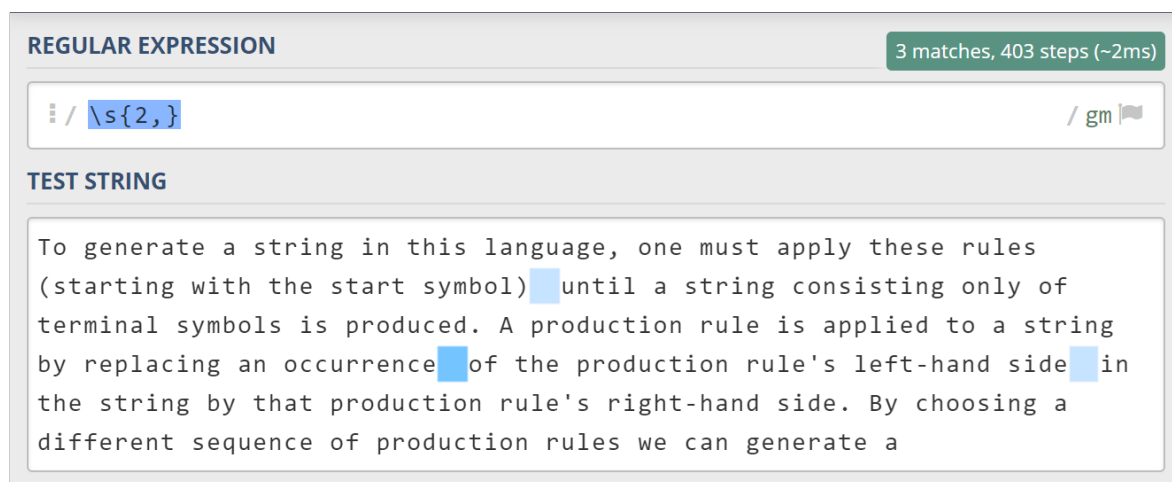 REGULAR EXPRESSION
3 matches, 403 steps (~2ms)
/ \s{2,} / gm
TEST STRING
To generate a string in this language, one must apply these rules
(starting with the start symbol)  until a string consisting only of
terminal symbols is produced. A production rule is applied to a string
by replacing an occurrence  of the production rule's left-hand side  in
the string by that production rule's right-hand side. By choosing a
different sequence of production rules we can generate a